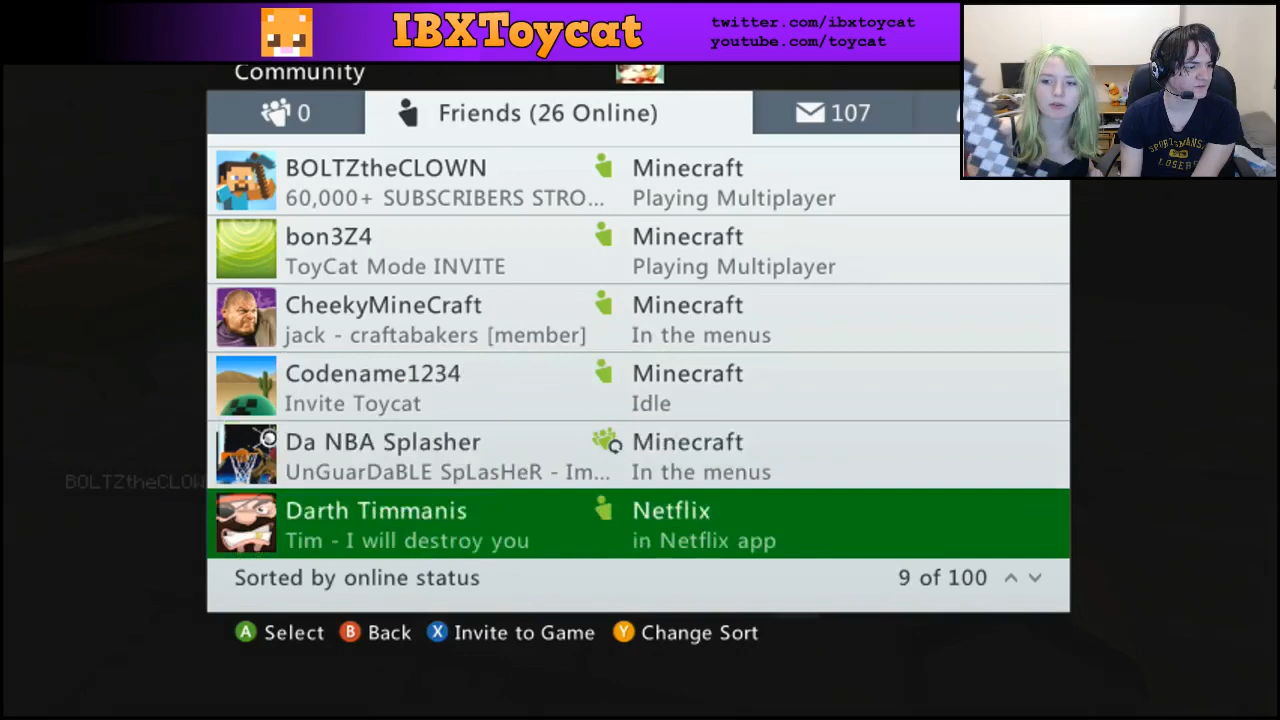 IBXToycat
twitter.com/ibxtoycat
youtube.com/toycat
Community
0
Friends (26 Online)
107
BOLTZtheCLOWN
Minecraft
60,000+ SUBSCRIBERS STRO...
Playing Multiplayer
bon3Z4
Minecraft
ToyCat Mode INVITE
Playing Multiplayer
CheekyMineCraft
Minecraft
jack - craftabakers [member]
In the menus
Codename1234
Minecraft
Invite Toycat
Idle
Da NBA Splasher
Minecraft
UnGuarDaBLE SpLasHeR - Im...
In the menus
BOLTZtheCLOW
Darth Timmanis
Netflix
Tim - I will destroy you
in Netflix app
Sorted by online status
9 of 100
A Select
B Back
X Invite to Game
Y Change Sort
SPORTSMANS
LOSERS